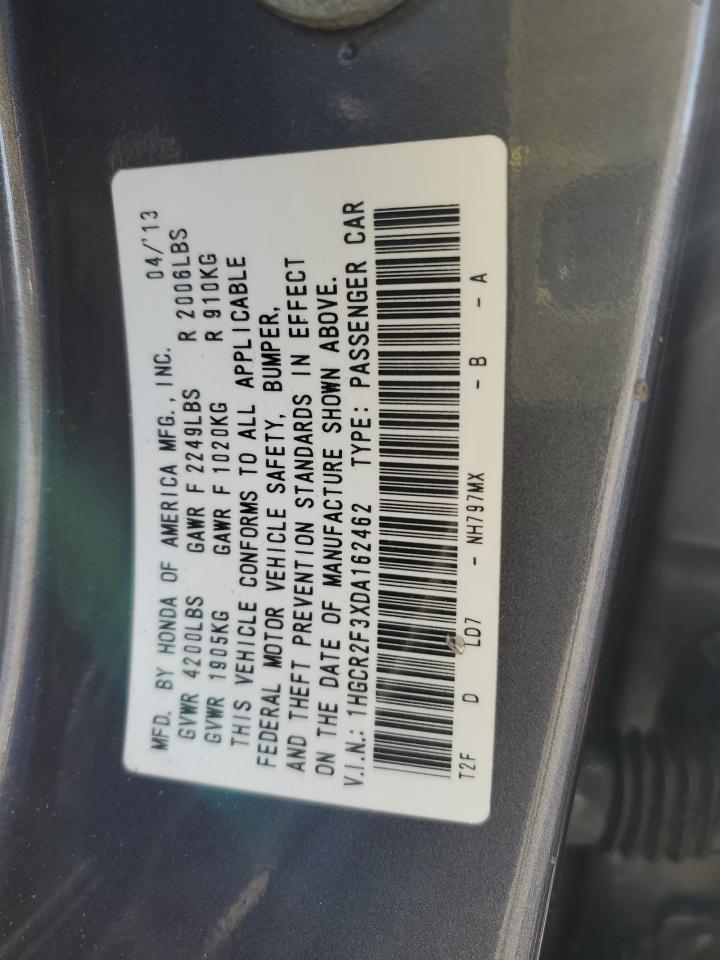 MFD. BY HONDA OF AMERICA MFG., INC. 04/'13
GVWR 4200LBS GAWR F 2249LBS R 2006LBS
GVWR 1905KG GAWR F 1020KG R 910KG
THIS VEHICLE CONFORMS TO ALL APPLICABLE
FEDERAL MOTOR VEHICLE SAFETY, BUMPER,
AND THEFT PREVENTION STANDARDS IN EFFECT
ON THE DATE OF MANUFACTURE SHOWN ABOVE.
V.I.N.: 1HGCR2F3XDA162462 TYPE: PASSENGER CAR
T2F D LD7 - NH797MX - B - A